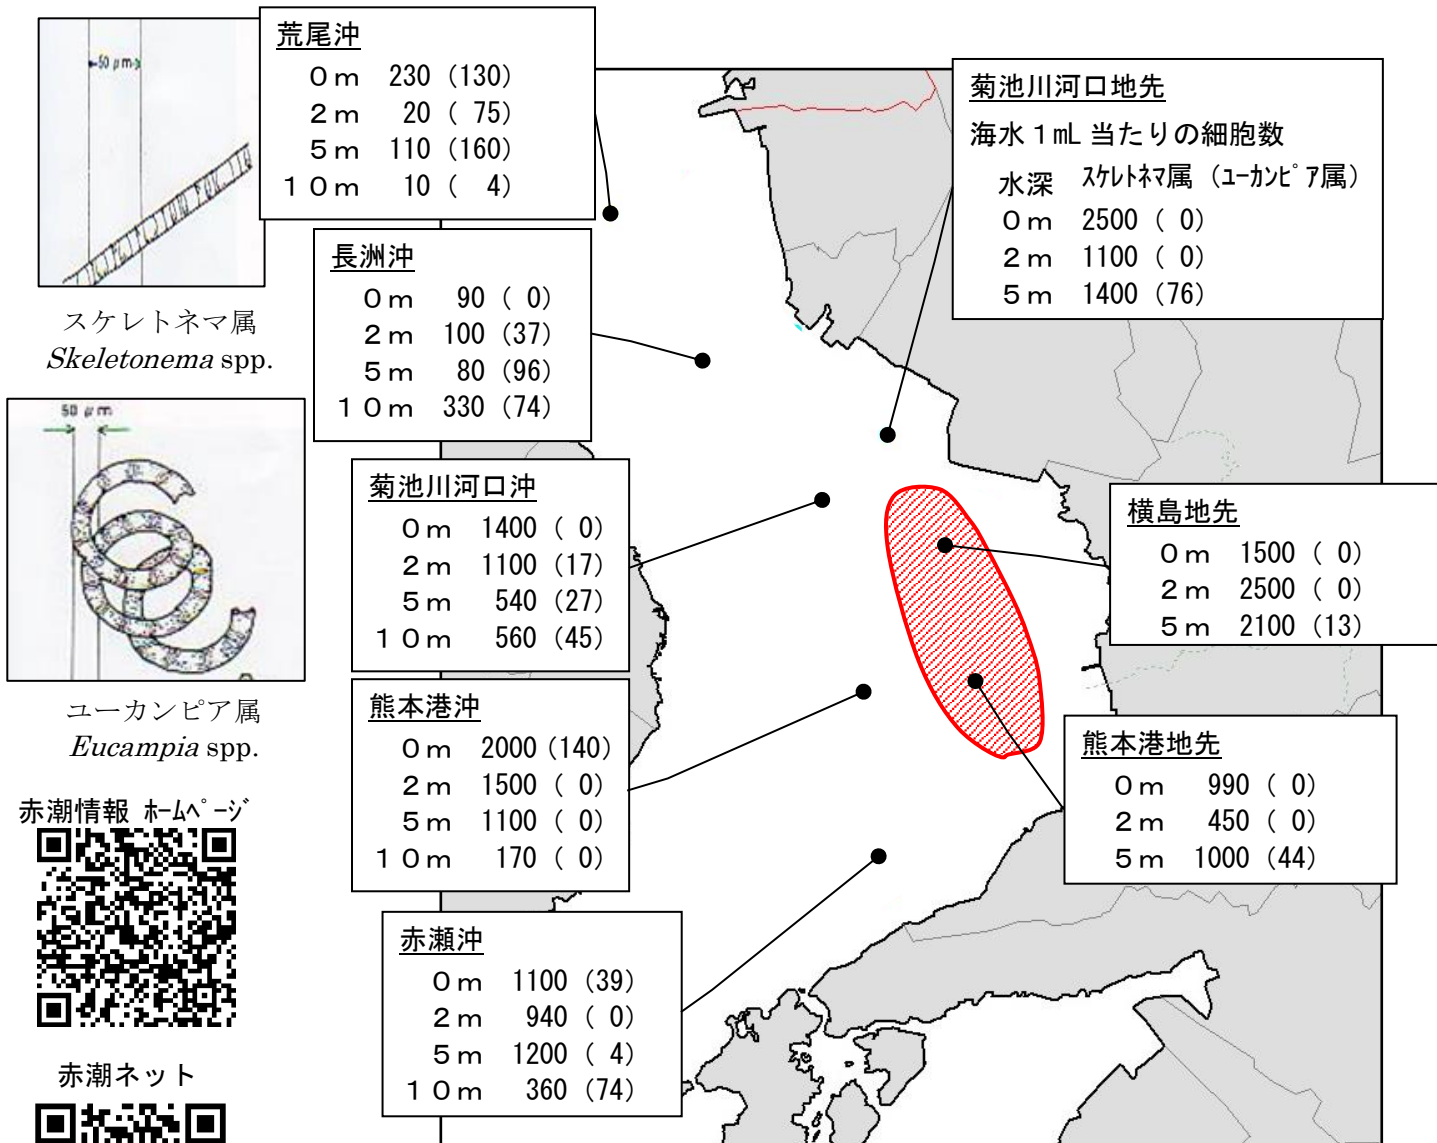 50 μm
スケレトネマ属
Skeletonema spp.
50 μm
ユーカンピア属
Eucampia spp.
赤潮情報 ﾎｰﾑﾍﾟｰｼﾞ
赤潮ネット
荒尾沖
0m 230 (130)
2m 20 ( 75)
5m 110 (160)
10m 10 ( 4)
長洲沖
0m 90 ( 0)
2m 100 (37)
5m 80 (96)
10m 330 (74)
菊池川河口沖
0m 1400 ( 0)
2m 1100 (17)
5m 540 (27)
10m 560 (45)
熊本港沖
0m 2000 (140)
2m 1500 ( 0)
5m 1100 ( 0)
10m 170 ( 0)
赤瀬沖
0m 1100 (39)
2m 940 ( 0)
5m 1200 ( 4)
10m 360 (74)
菊池川河口地先
海水1mL当たりの細胞数
水深 ｽｹﾚﾄﾈﾏ属 (ﾕｰｶﾝﾋﾟｱ属)
0m 2500 ( 0)
2m 1100 ( 0)
5m 1400 (76)
横島地先
0m 1500 ( 0)
2m 2500 ( 0)
5m 2100 (13)
熊本港地先
0m 990 ( 0)
2m 450 ( 0)
5m 1000 (44)